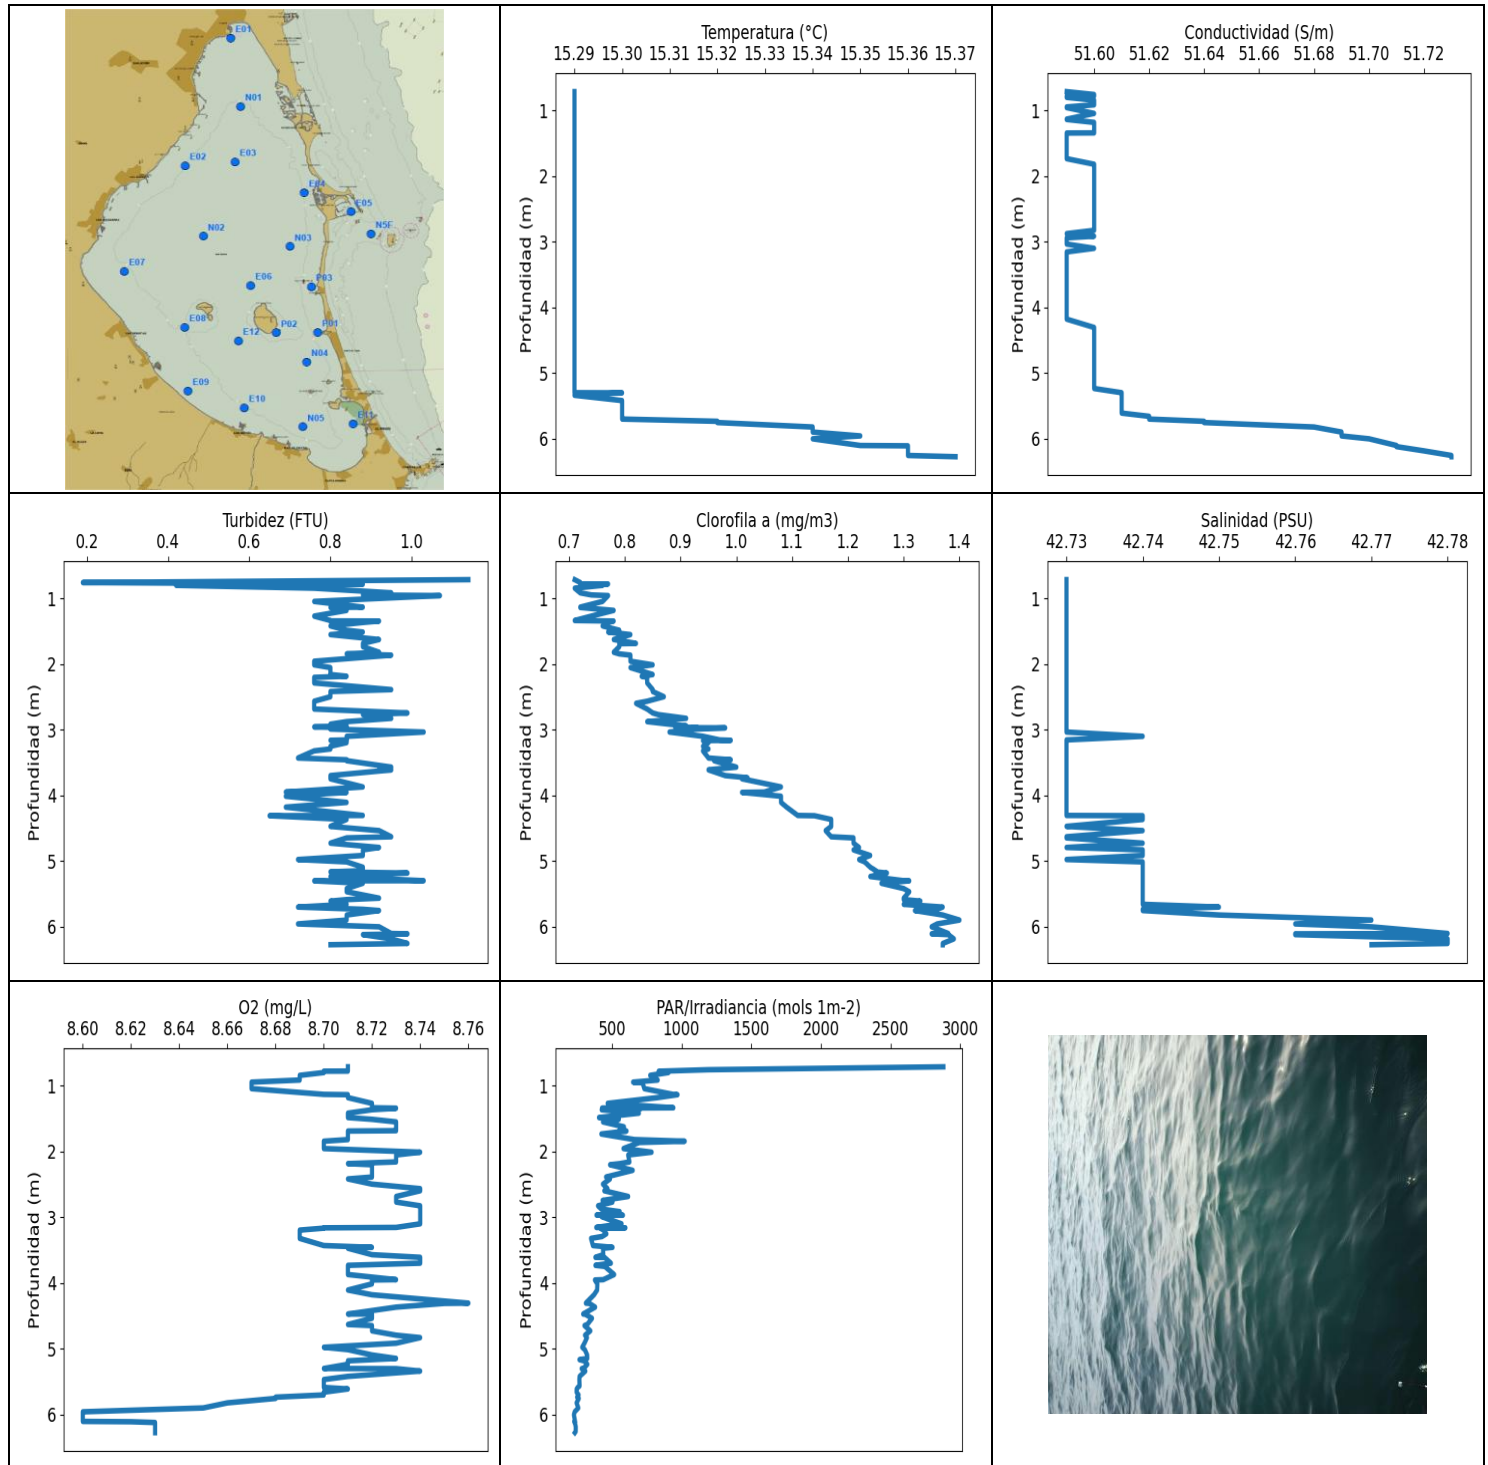 E01
N01
E02
E03
E04
E05
N5F
N02
N03
E07
E06
P03
E08
E12
P02
P01
N04
E09
E10
N05
E11
Temperatura (°C)
15.29 15.30 15.31 15.32 15.33 15.34 15.35 15.36 15.37
Profundidad (m)
1
2
3
4
5
6
Conductividad (S/m)
51.60 51.62 51.64 51.66 51.68 51.70 51.72
Profundidad (m)
1
2
3
4
5
6
Turbidez (FTU)
0.2 0.4 0.6 0.8 1.0
Profundidad (m)
1
2
3
4
5
6
Clorofila a (mg/m3)
0.7 0.8 0.9 1.0 1.1 1.2 1.3 1.4
Profundidad (m)
1
2
3
4
5
6
Salinidad (PSU)
42.73 42.74 42.75 42.76 42.77 42.78
Profundidad (m)
1
2
3
4
5
6
O2 (mg/L)
8.60 8.62 8.64 8.66 8.68 8.70 8.72 8.74 8.76
Profundidad (m)
1
2
3
4
5
6
PAR/Irradiancia (mols 1m-2)
500 1000 1500 2000 2500 3000
Profundidad (m)
1
2
3
4
5
6